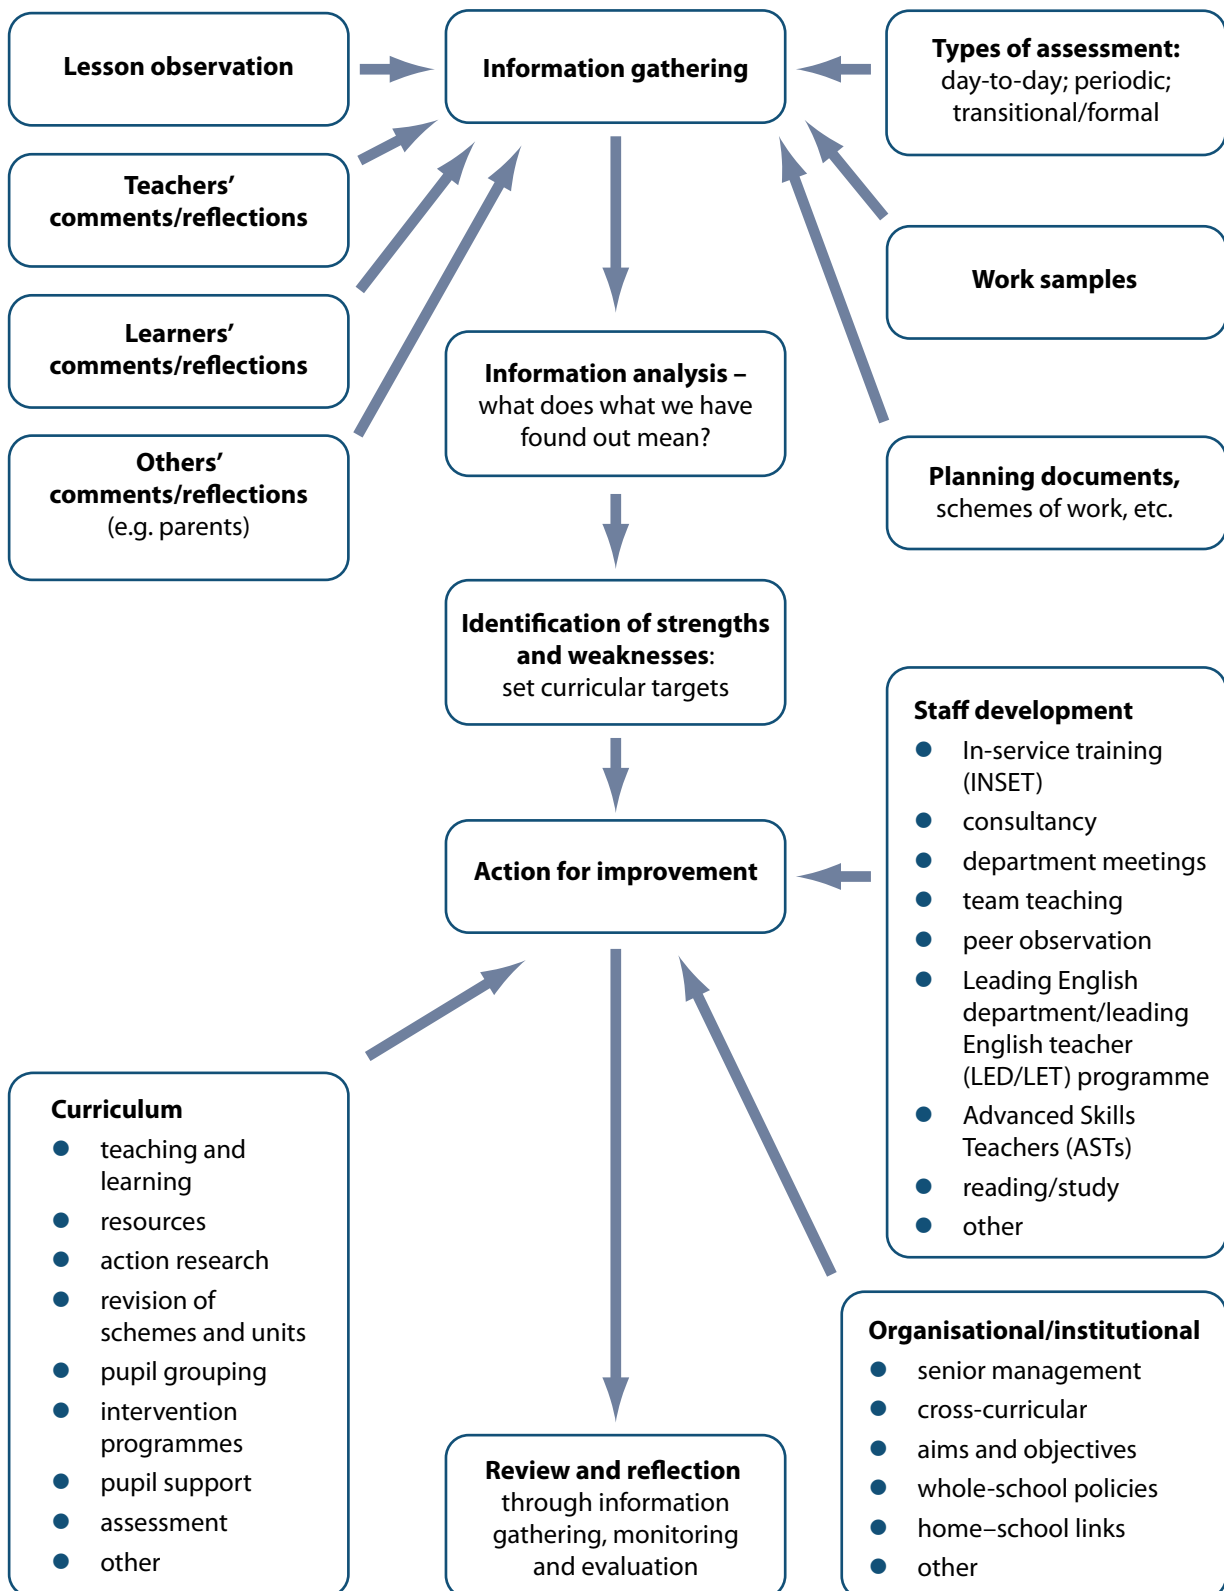 Lesson observation
Information gathering
Types of assessment:
day-to-day; periodic;
transitional/formal
Teachers’
comments/reflections
Work samples
Learners’
comments/reflections
Information analysis –
what does what we have
found out mean?
Others’
comments/reflections
(e.g. parents)
Planning documents,
schemes of work, etc.
Identification of strengths
and weaknesses:
set curricular targets
Staff development
In-service training
(INSET)
consultancy
department meetings
team teaching
peer observation
Leading English
department/leading
English teacher
(LED/LET) programme
Advanced Skills
Teachers (ASTs)
reading/study
other
Action for improvement
Curriculum
teaching and
learning
resources
action research
revision of
schemes and units
pupil grouping
intervention
programmes
pupil support
assessment
other
Review and reflection
through information
gathering, monitoring
and evaluation
Organisational/institutional
senior management
cross-curricular
aims and objectives
whole-school policies
home–school links
other